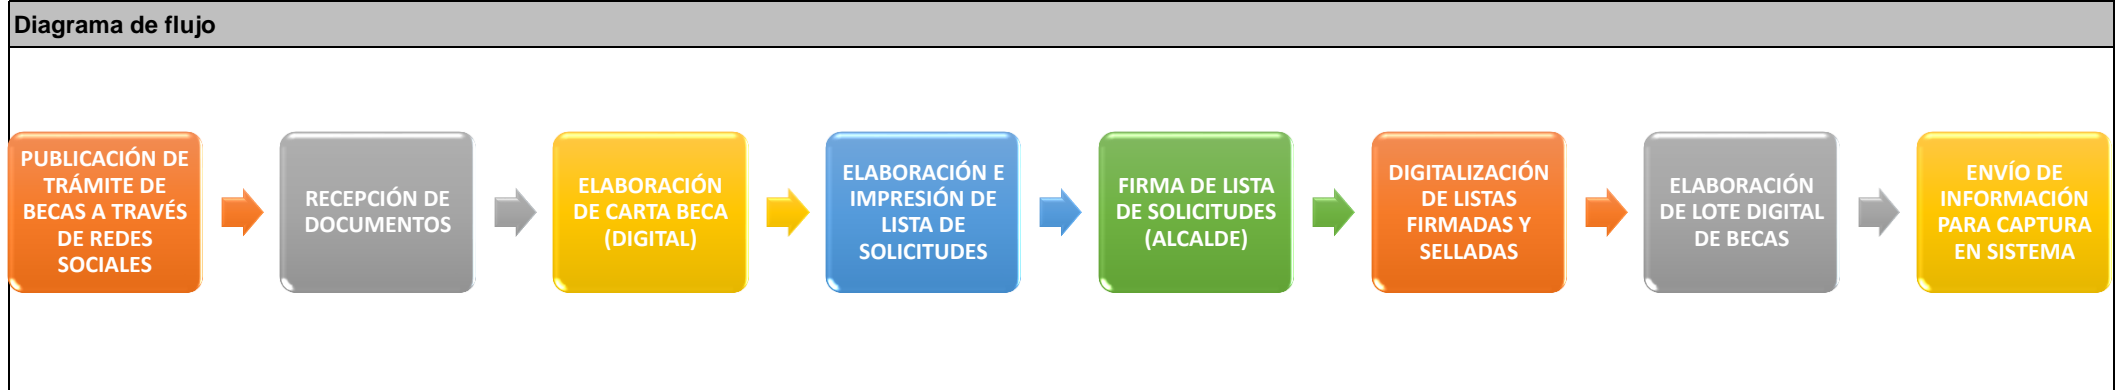 Diagrama de flujo
PUBLICACIÓN DE
TRÁMITE DE
BECAS A TRAVÉS
DE REDES
SOCIALES
RECEPCIÓN DE
DOCUMENTOS
ELABORACIÓN
DE CARTA BECA
(DIGITAL)
ELABORACIÓN E
IMPRESIÓN DE
LISTA DE
SOLICITUDES
FIRMA DE LISTA
DE SOLICITUDES
(ALCALDE)
DIGITALIZACIÓN
DE LISTAS
FIRMADAS Y
SELLADAS
ELABORACIÓN
DE LOTE DIGITAL
DE BECAS
ENVÍO DE
INFORMACIÓN
PARA CAPTURA
EN SISTEMA